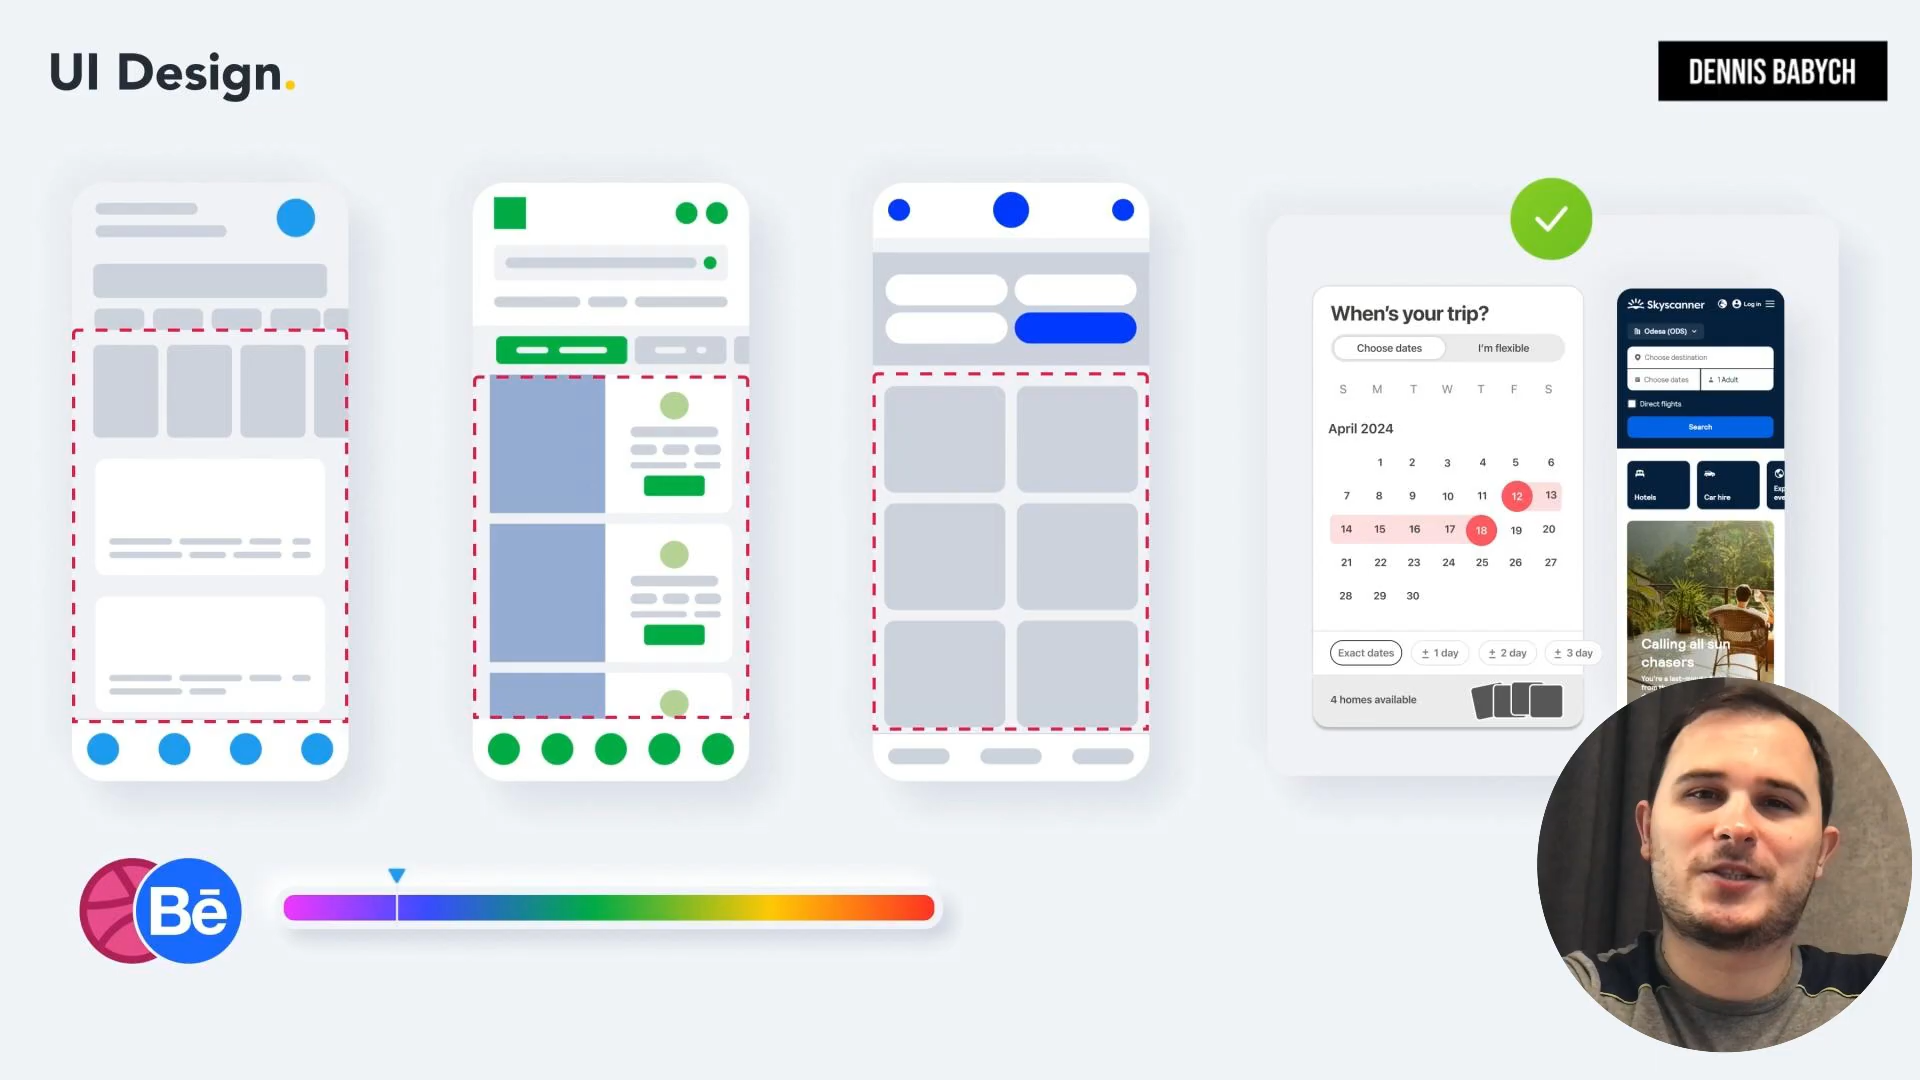 UI Design.
DENNIS BABYCH
When's your trip?
Choose dates
I'm flexible
S M T W T F S
April 2024
1 2 3 4 5 6
7 8 9 10 11 12 13
14 15 16 17 18 19 20
21 22 23 24 25 26 27
28 29 30
Exact dates
± 1 day
± 2 day
± 3 day
4 homes available
Skyscanner
Log in
Odesa (ODS)
Choose destination
Choose dates
1 Adult
Direct flights
Search
Hotels
Car hire
Calling all sun
chasers
Bē